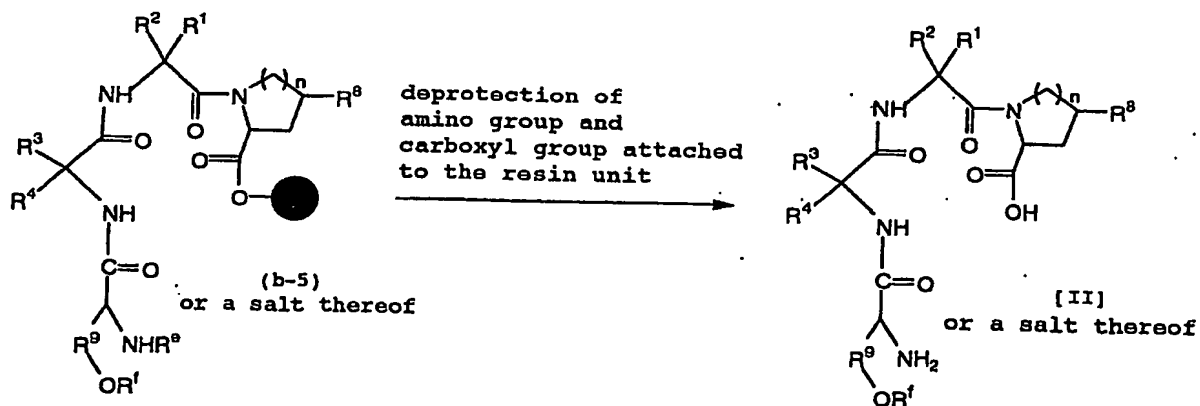 R² R¹
NH N ( )n R⁸
O O
R³ O
R⁴ NH O
C=O
R⁹ NHRᵉ
ORᶠ
(b-5)
or a salt thereof
deprotection of
amino group and
carboxyl group attached
to the resin unit
R² R¹
NH N ( )n R⁸
O O
R³ O
R⁴ NH OH
C=O
R⁹ NH₂
ORᶠ
[II]
or a salt thereof